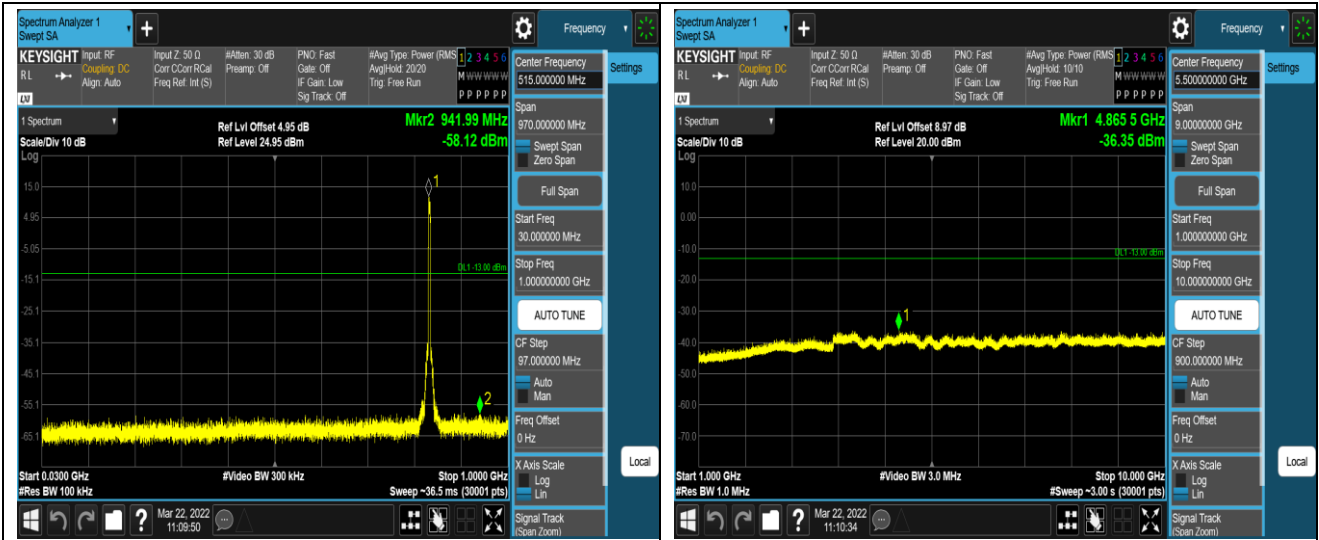 Spectrum Analyzer 1
Swept SA
+
Frequency
KEYSIGHT
RL
Input: RF
Coupling: DC
Align: Auto
Input Z: 50 Ω
Corr CCorr RCal
Freq Ref: Int (S)
#Atten: 30 dB
Preamp: Off
PNO: Fast
Gate: Off
IF Gain: Low
Sig Track: Off
#Avg Type: Power (RMS
Avg|Hold: 20/20
Trig: Free Run
1 2 3 4 5 6
M W W W W W
P P P P P P
1 Spectrum
Scale/Div 10 dB
Log
Ref Lvl Offset 4.95 dB
Ref Level 24.95 dBm
Mkr2 941.99 MHz
-58.12 dBm
15.0
4.95
-5.05
-15.1
-25.1
-35.1
-45.1
-55.1
-65.1
1
DL1 -13.00 dBm
2
Start 0.0300 GHz
#Res BW 100 kHz
#Video BW 300 kHz
Stop 1.0000 GHz
Sweep ~36.5 ms (30001 pts)
Center Frequency
515.000000 MHz
Settings
Span
970.000000 MHz
Swept Span
Zero Span
Full Span
Start Freq
30.000000 MHz
Stop Freq
1.000000000 GHz
AUTO TUNE
CF Step
97.000000 MHz
Auto
Man
Freq Offset
0 Hz
X Axis Scale
Log
Lin
Local
Signal Track
(Span Zoom)
?
Mar 22, 2022
11:09:50
Spectrum Analyzer 1
Swept SA
+
Frequency
KEYSIGHT
RL
Input: RF
Coupling: DC
Align: Auto
Input Z: 50 Ω
Corr CCorr RCal
Freq Ref: Int (S)
#Atten: 30 dB
Preamp: Off
PNO: Fast
Gate: Off
IF Gain: Low
Sig Track: Off
#Avg Type: Power (RMS
Avg|Hold: 10/10
Trig: Free Run
1 2 3 4 5 6
M W W W W W
P P P P P P
1 Spectrum
Scale/Div 10 dB
Log
Ref Lvl Offset 8.97 dB
Ref Level 20.00 dBm
Mkr1 4.865 5 GHz
-36.35 dBm
10.0
0.00
-10.0
-20.0
-30.0
-40.0
-50.0
-60.0
-70.0
DL1 -13.00 dBm
1
Start 1.000 GHz
#Res BW 1.0 MHz
#Video BW 3.0 MHz
Stop 10.000 GHz
#Sweep ~3.00 s (30001 pts)
Center Frequency
5.500000000 GHz
Settings
Span
9.00000000 GHz
Swept Span
Zero Span
Full Span
Start Freq
1.000000000 GHz
Stop Freq
10.000000000 GHz
AUTO TUNE
CF Step
900.000000 MHz
Auto
Man
Freq Offset
0 Hz
X Axis Scale
Log
Lin
Local
Signal Track
(Span Zoom)
?
Mar 22, 2022
11:10:34